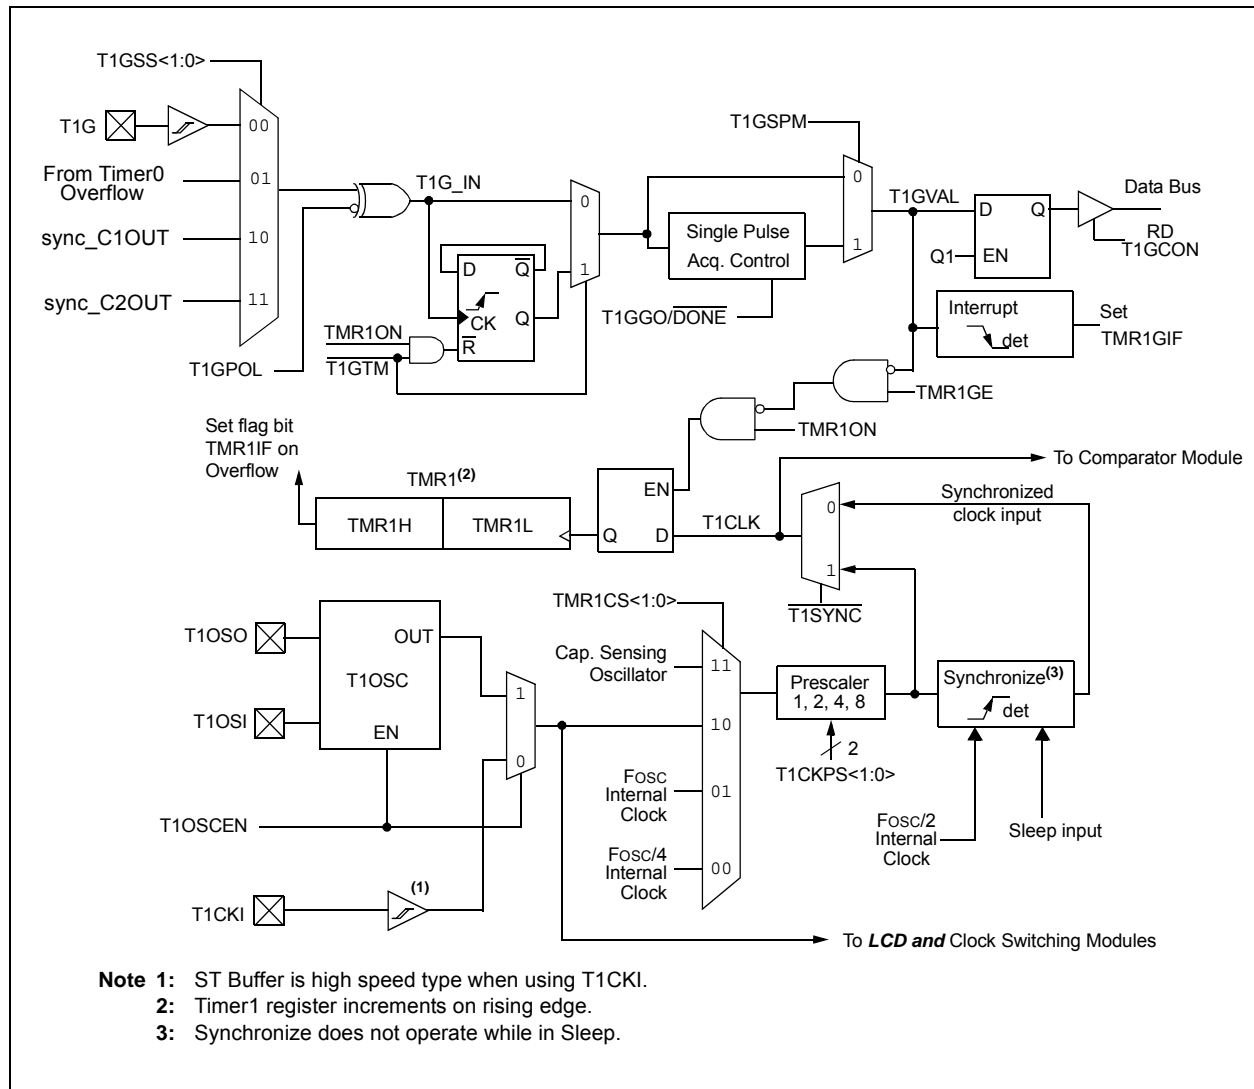 T1GSS<1:0>
T1G
00
From Timer0
Overflow
01
sync_C1OUT
10
sync_C2OUT
11
T1GPOL
T1G_IN
0
1
D
Q
CK
Q
R
TMR1ON
T1GTM
T1GSPM
0
1
Single Pulse
Acq. Control
T1GGO/DONE
T1GVAL
D
Q
Q1
EN
Data Bus
RD
T1GCON
Interrupt
det
Set
TMR1GIF
TMR1GE
TMR1ON
Set flag bit
TMR1IF on
Overflow
TMR1(2)
TMR1H
TMR1L
EN
Q
D
T1CLK
To Comparator Module
0
1
Synchronized
clock input
T1SYNC
T1OSO
T1OSI
OUT
T1OSC
EN
1
0
T1OSCEN
T1CKI
(1)
TMR1CS<1:0>
Cap. Sensing
Oscillator
11
10
FOSC
Internal
Clock
01
FOSC/4
Internal
Clock
00
Prescaler
1, 2, 4, 8
2
T1CKPS<1:0>
Synchronize(3)
det
FOSC/2
Internal
Clock
Sleep input
To LCD and Clock Switching Modules
Note 1: ST Buffer is high speed type when using T1CKI.
2: Timer1 register increments on rising edge.
3: Synchronize does not operate while in Sleep.